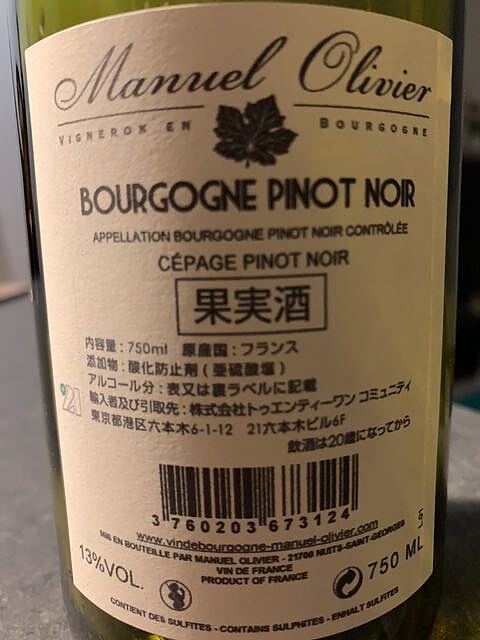 Manuel Olivier
VIGNERON EN BOURGOGNE
BOURGOGNE PINOT NOIR
APPELLATION BOURGOGNE PINOT NOIR CONTRÔLÉE
CÉPAGE PINOT NOIR
果実酒
内容量：750ml 原産国：フランス
添加物：酸化防止剤（亜硫酸塩）
アルコール分：表又は裏ラベルに記載
輸入者及び引取先：株式会社トゥエンティーワン コミュニティ
東京都港区六本木6-1-12 21六本木ビル6F
飲酒は20歳になってから
3 760203 673124
www.vindebourgogne-manuel-olivier.com
MIS EN BOUTEILLE PAR MANUEL OLIVIER - 21700 NUITS-SAINT-GEORGES
VIN DE FRANCE
PRODUCT OF FRANCE
13%VOL.
750 ML
CONTIENT DES SULFITES - CONTAINS SULPHITES - ENHALT SULFITES